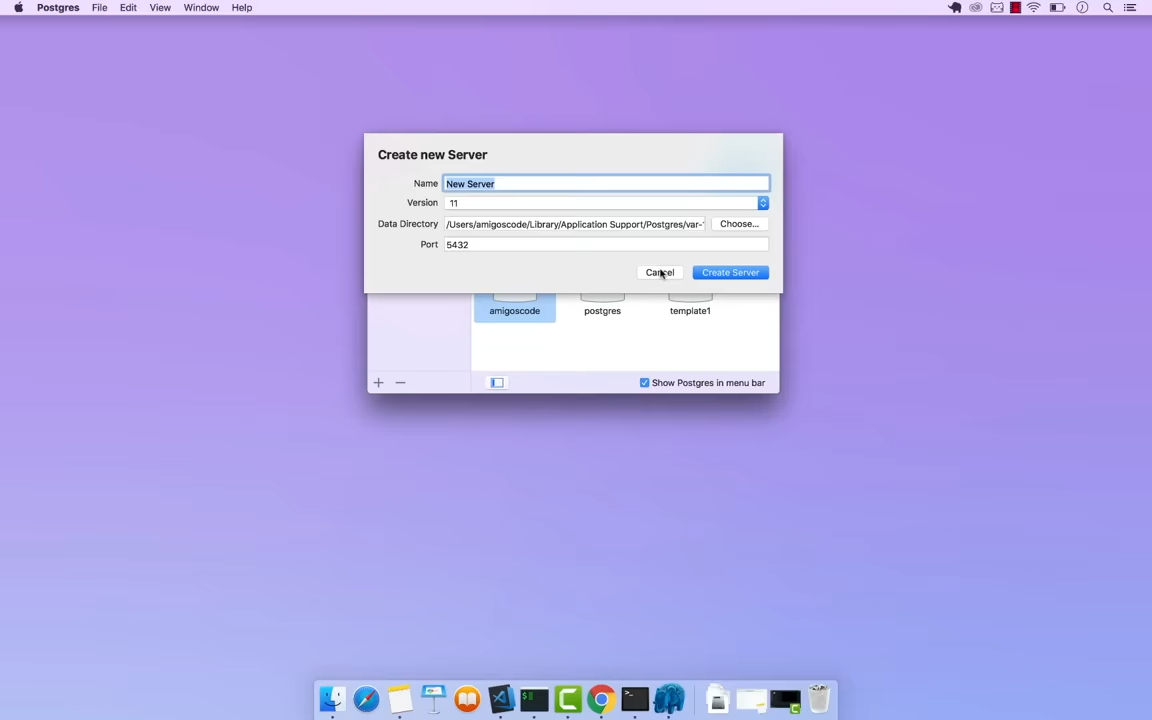 Postgres File Edit View Window Help
Create new Server
Name New Server
Version 11
Data Directory /Users/amigoscode/Library/Application Support/Postgres/var- Choose...
Port 5432
Cancel Create Server
amigoscode postgres template1
Show Postgres in menu bar